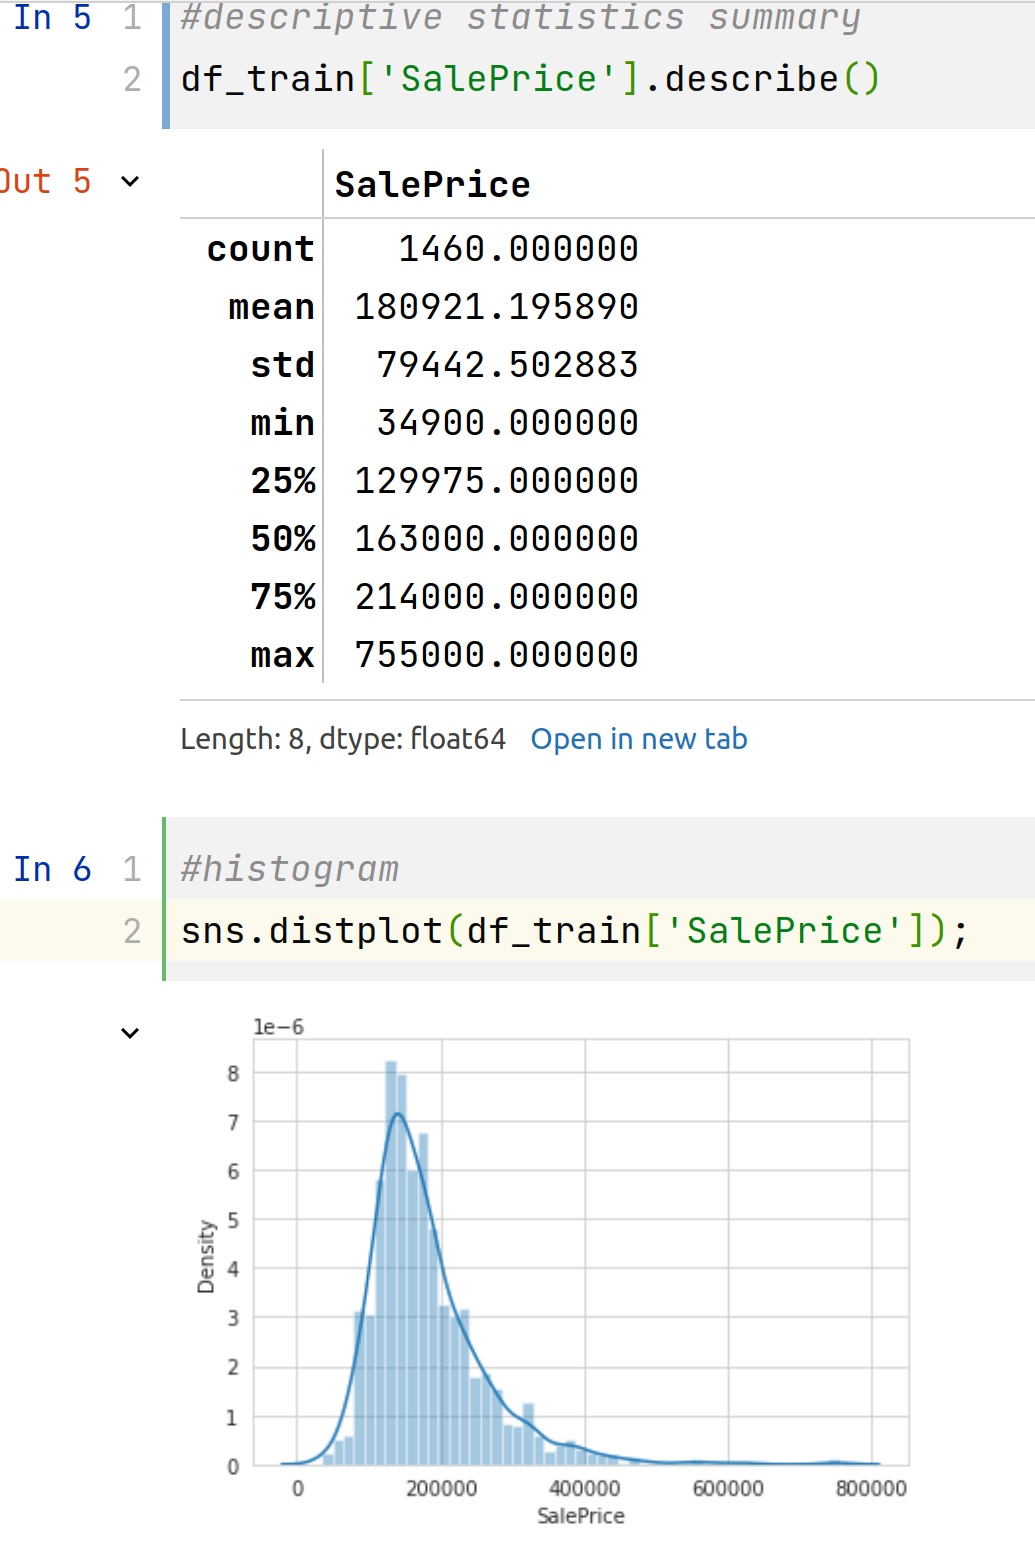 In 5 1 #descriptive statistics summary
2 df_train['SalePrice'].describe()
Out 5
SalePrice
count 1460.000000
mean 180921.195890
std 79442.502883
min 34900.000000
25% 129975.000000
50% 163000.000000
75% 214000.000000
max 755000.000000
Length: 8, dtype: float64 Open in new tab
In 6 1 #histogram
2 sns.distplot(df_train['SalePrice']);
1e−6
8
7
6
5
4
3
2
1
0
Density
0 200000 400000 600000 800000
SalePrice